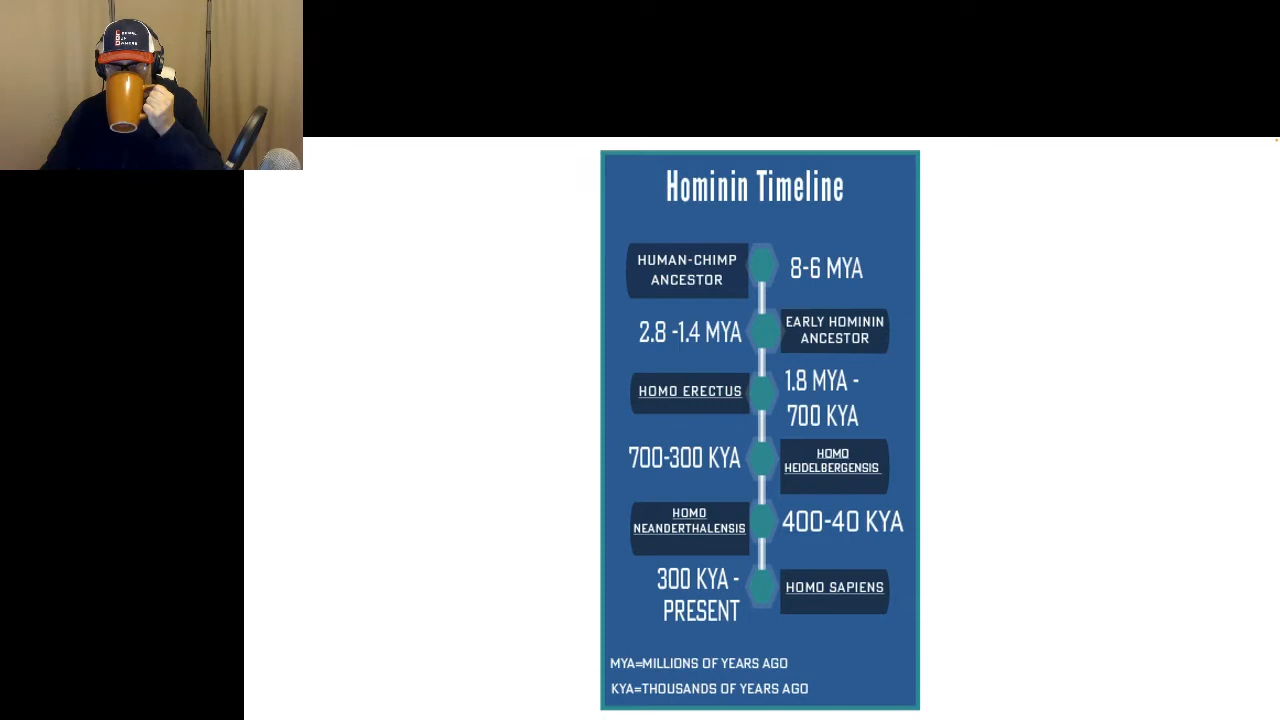 Hominin Timeline
HUMAN-CHIMP
ANCESTOR
8-6 MYA
2.8 -1.4 MYA
EARLY HOMININ
ANCESTOR
HOMO ERECTUS
1.8 MYA -
700 KYA
700-300 KYA
HOMO
HEIDELBERGENSIS
HOMO
NEANDERTHALENSIS
400-40 KYA
300 KYA -
PRESENT
HOMO SAPIENS
MYA=MILLIONS OF YEARS AGO
KYA=THOUSANDS OF YEARS AGO